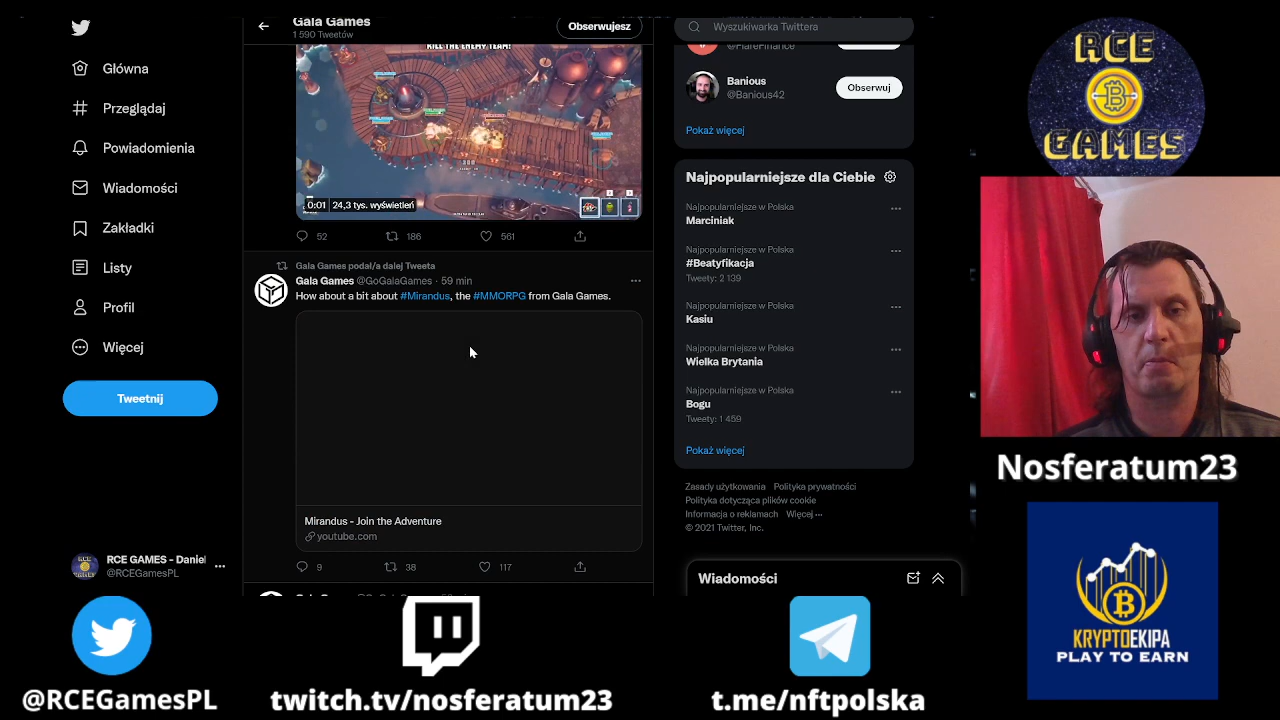 Gala Games
1 590 Tweetów
Obserwujesz
Wyszukiwarka Twittera
Główna
Przeglądaj
Powiadomienia
Wiadomości
Zakładki
Listy
Profil
Więcej
Tweetnij
RCE GAMES - Daniel
@RCEGamesPL
KILL THE ENEMY TEAM!
0:01
24,3 tys. wyświetleń
52
186
561
Gala Games podał/a dalej Tweeta
Gala Games @GoGalaGames · 59 min
How about a bit about #Mirandus, the #MMORPG from Gala Games.
Mirandus - Join the Adventure
youtube.com
9
38
117
@FlareFinance
Banious
@Banious42
Obserwuj
Pokaż więcej
Najpopularniejsze dla Ciebie
Najpopularniejsze w Polska
Marciniak
Najpopularniejsze w Polska
#Beatyfikacja
Tweety: 2 139
Najpopularniejsze w Polska
Kasiu
Najpopularniejsze w Polska
Wielka Brytania
Najpopularniejsze w Polska
Bogu
Tweety: 1 459
Pokaż więcej
Zasady użytkowania Polityka prywatności
Polityka dotycząca plików cookie
Informacja o reklamach Więcej ···
© 2021 Twitter, Inc.
Wiadomości
RCE
GAMES
Nosferatum23
KRYPTOEKIPA
PLAY TO EARN
@RCEGamesPL
twitch.tv/nosferatum23
t.me/nftpolska